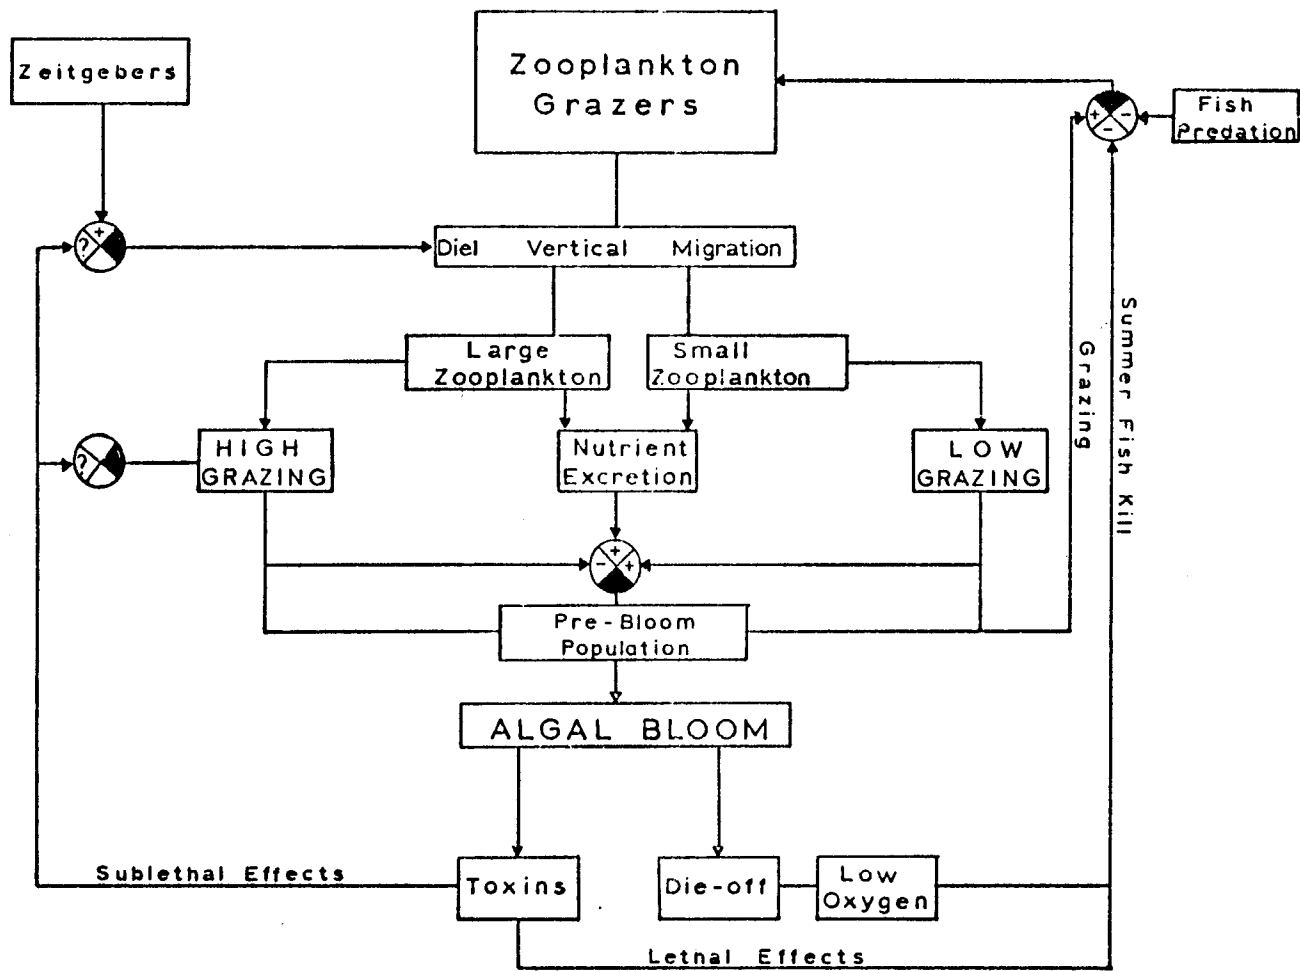 Zeitgebers
Zooplankton
Grazers
Fish
Predation
+
-
-
?
+
Diel Vertical Migration
Large
Zooplankton
Small
Zooplankton
Summer Fish Kill
Grazing
?
HIGH
GRAZING
Nutrient
Excretion
LOW
GRAZING
+
-
+
Pre-Bloom
Population
ALGAL BLOOM
Sublethal Effects
Toxins
Die-off
Low
Oxygen
Letnal Effects